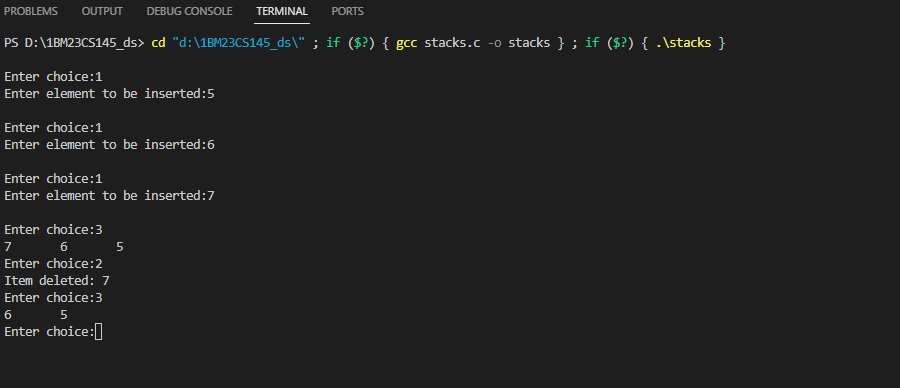 PROBLEMS OUTPUT DEBUG CONSOLE TERMINAL PORTS
PS D:\1BM23CS145_ds> cd "d:\1BM23CS145_ds\" ; if ($?) { gcc stacks.c -o stacks } ; if ($?) { .\stacks }
Enter choice:1
Enter element to be inserted:5
Enter choice:1
Enter element to be inserted:6
Enter choice:1
Enter element to be inserted:7
Enter choice:3
7 6 5
Enter choice:2
Item deleted: 7
Enter choice:3
6 5
Enter choice: